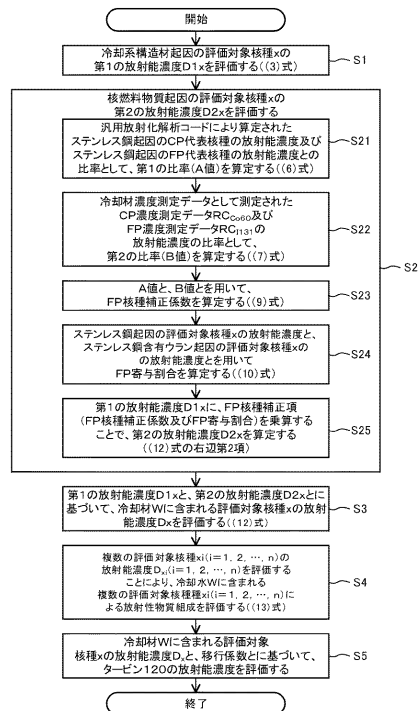 開始
冷却系構造材起因の評価対象核種xの
第1の放射能濃度D1xを評価する((3)式)
S1
核燃料物質起因の評価対象核種xの
第2の放射能濃度D2xを評価する
汎用放射化解析コードにより算定された
ステンレス鋼起因のCP代表核種の放射能濃度及び
ステンレス鋼起因のFP代表核種の放射能濃度との
比率として、第1の比率(A値)を算定する((6)式)
S21
冷却材濃度測定データとして測定された
CP濃度測定データRCCo60及び
FP濃度測定データRCI131の
放射能濃度の比率として、
第2の比率(B値)を算定する((7)式)
S22
S2
A値と、B値とを用いて、
FP核種補正係数を算定する((9)式)
S23
ステンレス鋼起因の評価対象核種xの放射能濃度と、
ステンレス鋼含有ウラン起因の評価対象核種xの
の放射能濃度とを用いて
FP寄与割合を算定する((10)式)
S24
第1の放射能濃度D1xに、FP核種補正項
(FP核種補正係数及びFP寄与割合)を乗算する
ことで、第2の放射能濃度D2xを算定する
((12)式の右辺第2項)
S25
第1の放射能濃度D1xと、第2の放射能濃度D2xとに
基づいて、冷却材Wに含まれる評価対象核種xの放射
能濃度Dxを評価する((12)式)
S3
複数の評価対象核種xi(i=1, 2, …, n)の
放射能濃度Dxi(i=1, 2, …, n)を評価する
ことにより、冷却水Wに含まれる
複数の評価対象核種種xi(i=1, 2, …, n)に
よる放射性物質組成を評価する((13)式)
S4
冷却材Wに含まれる評価対象
核種xの放射能濃度Dxと、移行係数とに基づいて、
タービン120の放射能濃度を評価する
S5
終了